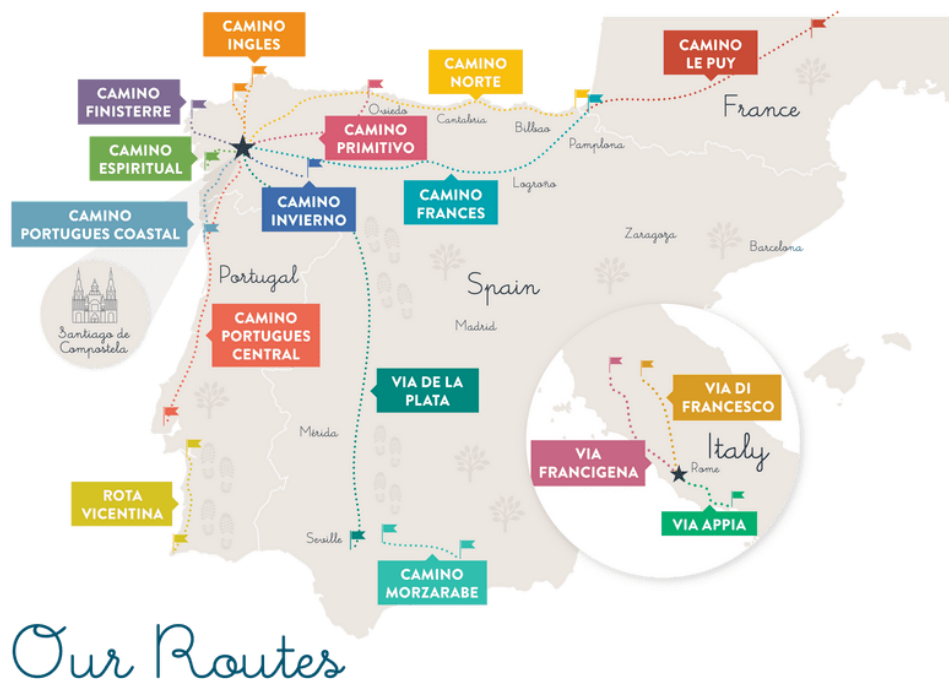 CAMINO
INGLES
CAMINO
LE PUY
CAMINO
NORTE
CAMINO
FINISTERRE
France
Oviedo
Cantabria
Bilbao
CAMINO
PRIMITIVO
Pamplona
CAMINO
ESPIRITUAL
CAMINO
INVIERNO
CAMINO
FRANCES
Logroño
CAMINO
PORTUGUES COASTAL
Zaragoza
Barcelona
Portugal
Spain
Santiago de
Compostela
CAMINO
PORTUGUES
CENTRAL
Madrid
VIA DE LA
PLATA
VIA DI
FRANCESCO
Mérida
Italy
VIA
FRANCIGENA
Rome
ROTA
VICENTINA
VIA APPIA
Seville
CAMINO
MORZARABE
Our Routes